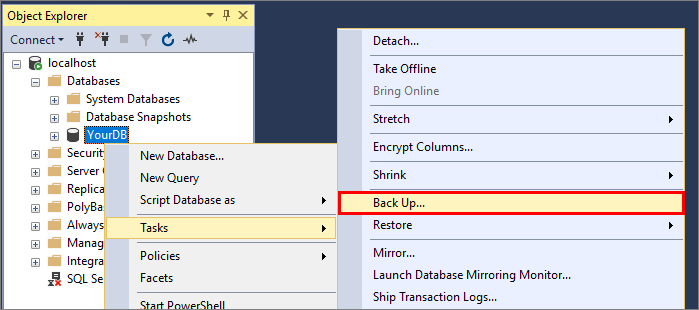 Object Explorer
Connect
localhost
Databases
System Databases
Database Snapshots
YourDB
Security
Server O
Replica
PolyBas
Always
Manag
Integra
SQL Se
New Database...
New Query
Script Database as
Tasks
Policies
Facets
Start PowerShell
Detach...
Take Offline
Bring Online
Stretch
Encrypt Columns...
Shrink
Back Up...
Restore
Mirror...
Launch Database Mirroring Monitor...
Ship Transaction Logs...